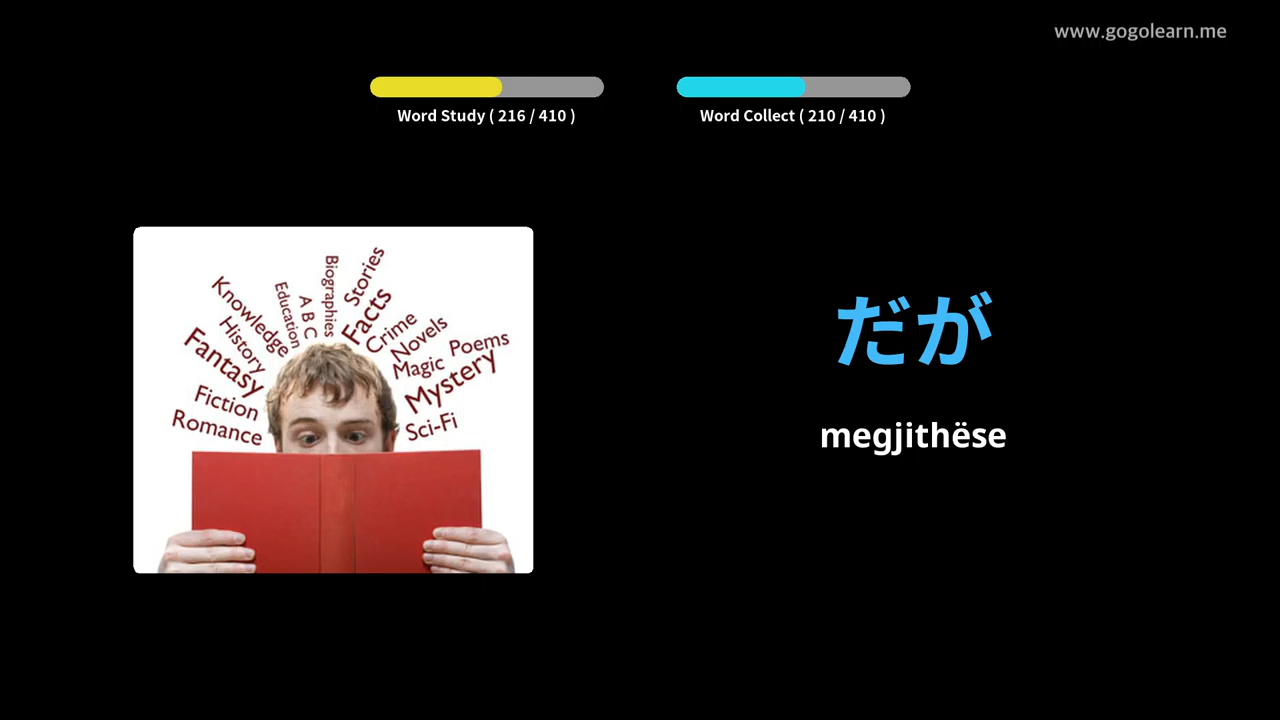 www.gogolearn.me
Word Study ( 216 / 410 )
Word Collect ( 210 / 410 )
Knowledge
Education
A B C
Biographies
Stories
Facts
History
Fantasy
Crime
Novels
Poems
Magic
Mystery
Fiction
Romance
Sci-Fi
だが
megjithëse